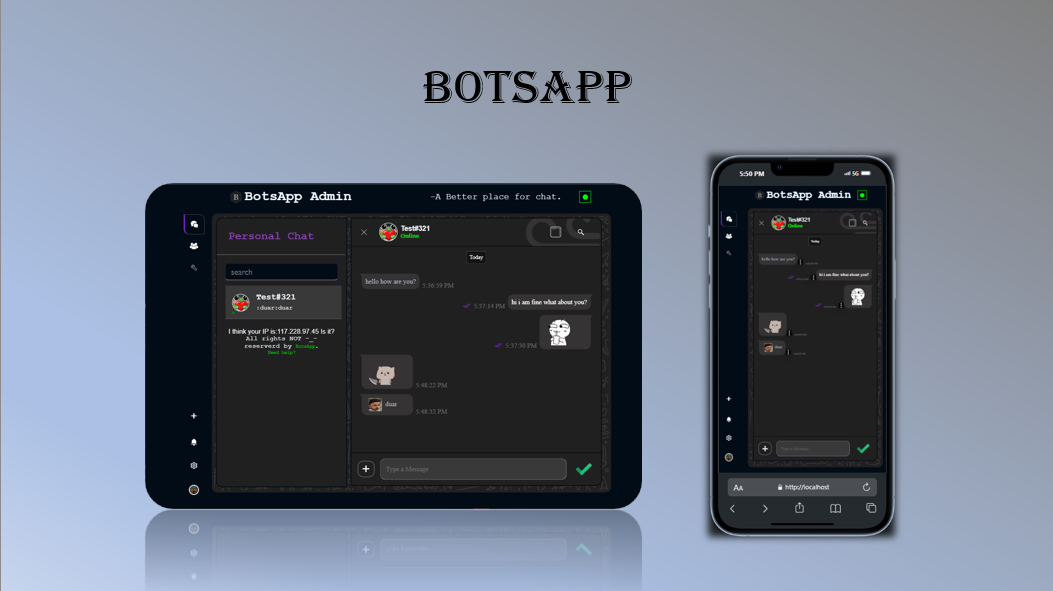 BOTSAPP
B BotsApp Admin
-A Better place for chat.
Personal Chat
search
Test#321
:duar:duar
I think your IP is:117.228.97.45 Is it?
All rights NOT -_-
reserverd by BotsApp.
Need help?
Test#321
Online
Today
hello how are you?
5:36:59 PM
5:37:14 PM
hi i am fine what about you?
5:37:30 PM
5:48:22 PM
duar
5:48:32 PM
Type a Message
5:50 PM
5G
B BotsApp Admin
Test#321
Online
Today
hello how are you?
hi i am fine what about you?
duar
Type a Message
AA
http://localhost